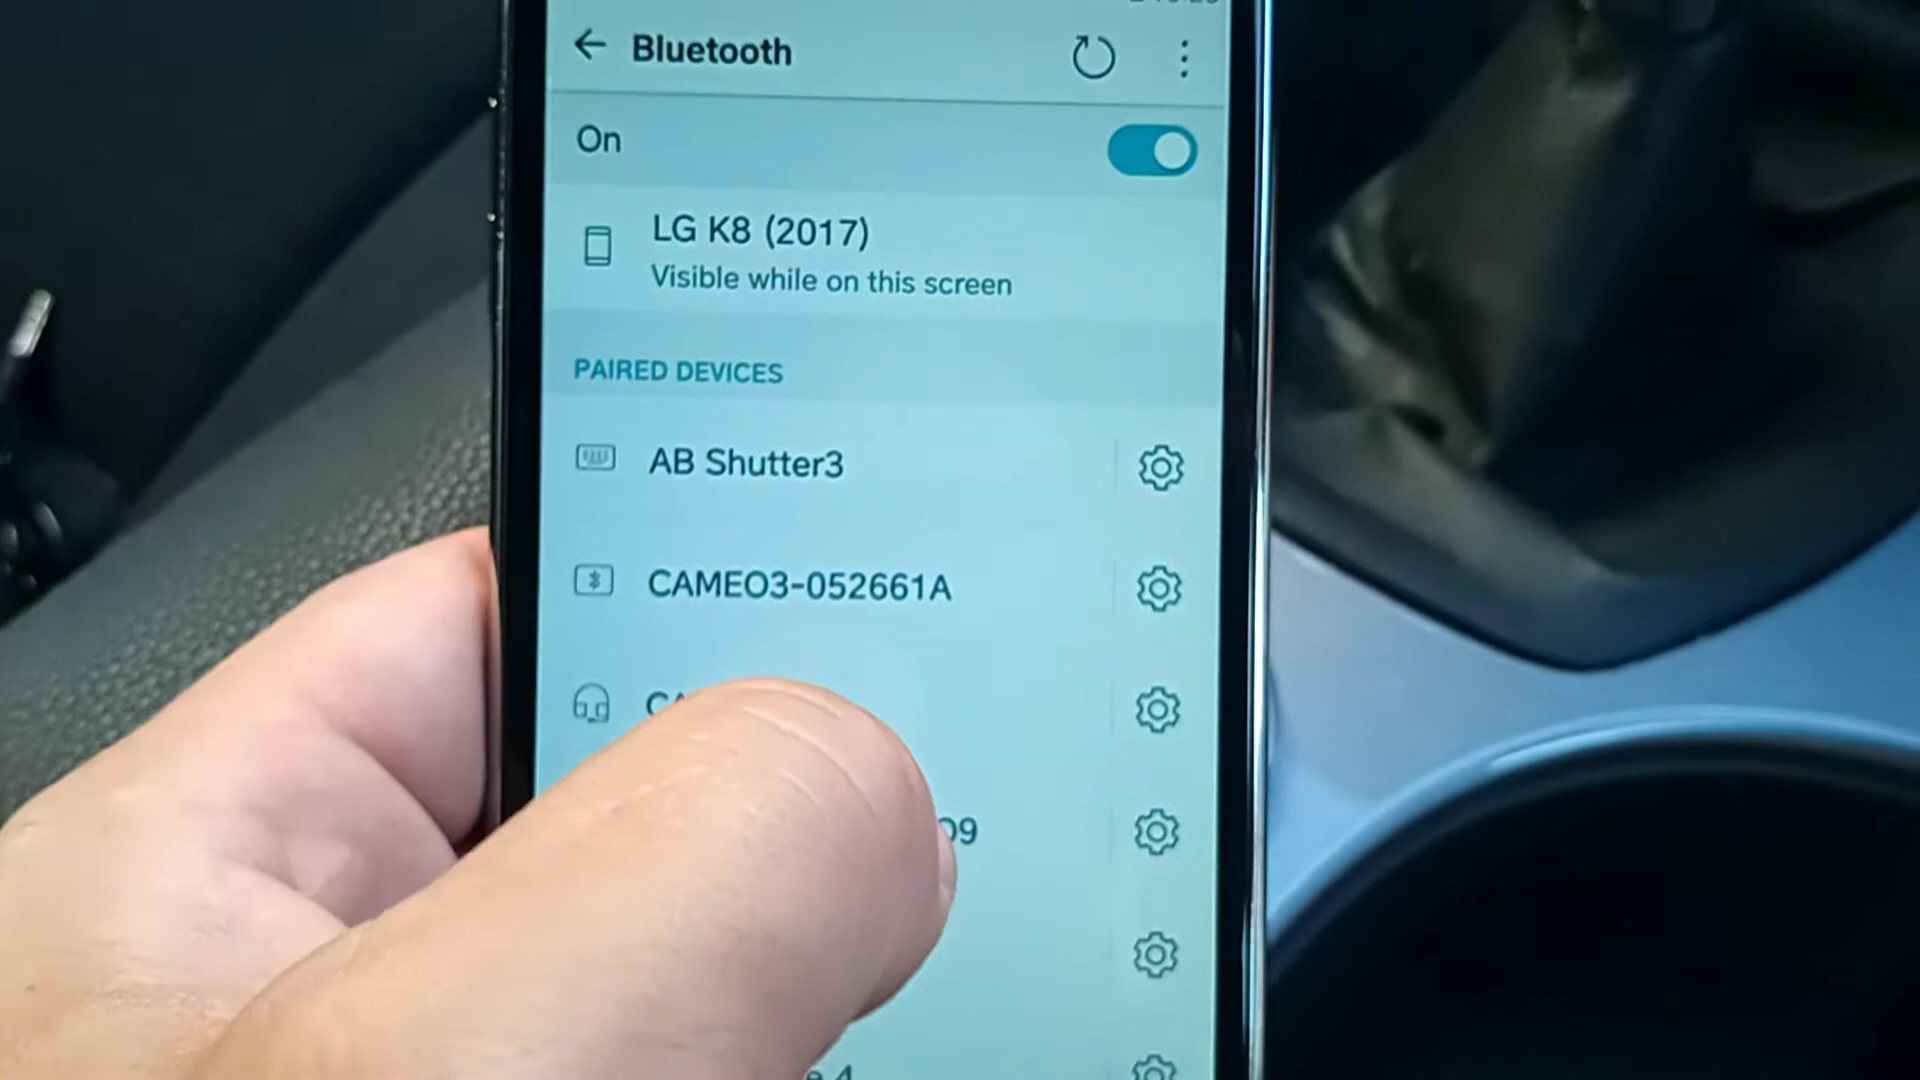 Bluetooth
On
LG K8 (2017)
Visible while on this screen
PAIRED DEVICES
AB Shutter3
CAMEO3-052661A